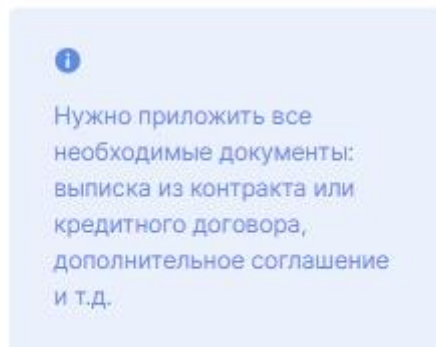 Нужно приложить все
необходимые документы:
выписка из контракта или
кредитного договора,
дополнительное соглашение
и т.д.